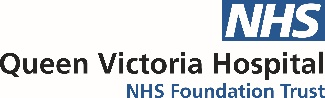 NHS
Queen Victoria Hospital
NHS Foundation Trust